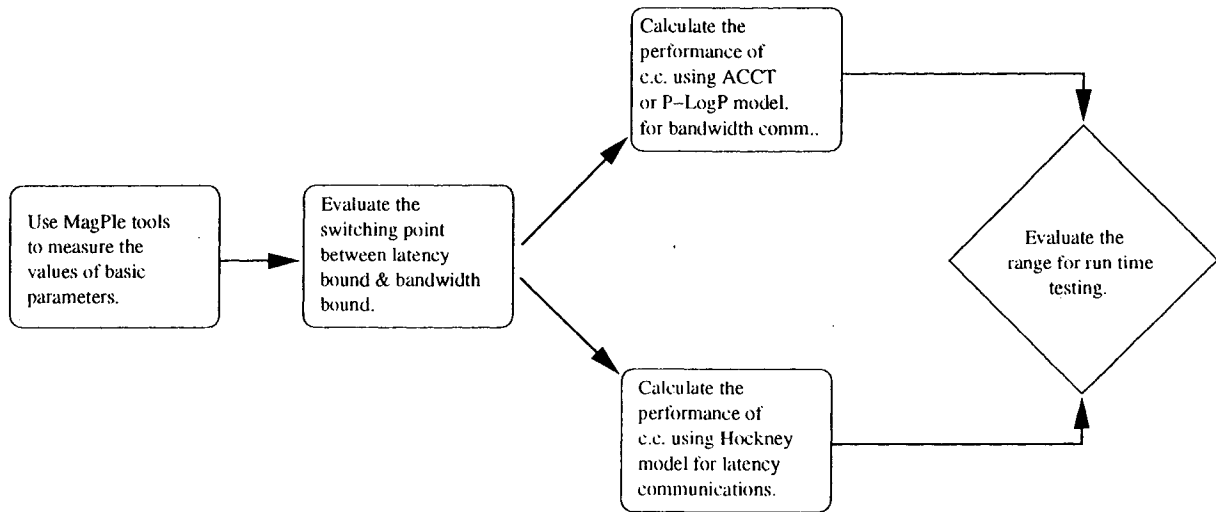 Use MagPIe tools
to measure the
values of basic
parameters.
Evaluate the
switching point
between latency
bound & bandwidth
bound.
Calculate the
performance of
c.c. using ACCT
or P-LogP model.
for bandwidth comm..
Calculate the
performance of
c.c. using Hockney
model for latency
communications.
Evaluate the
range for run time
testing.